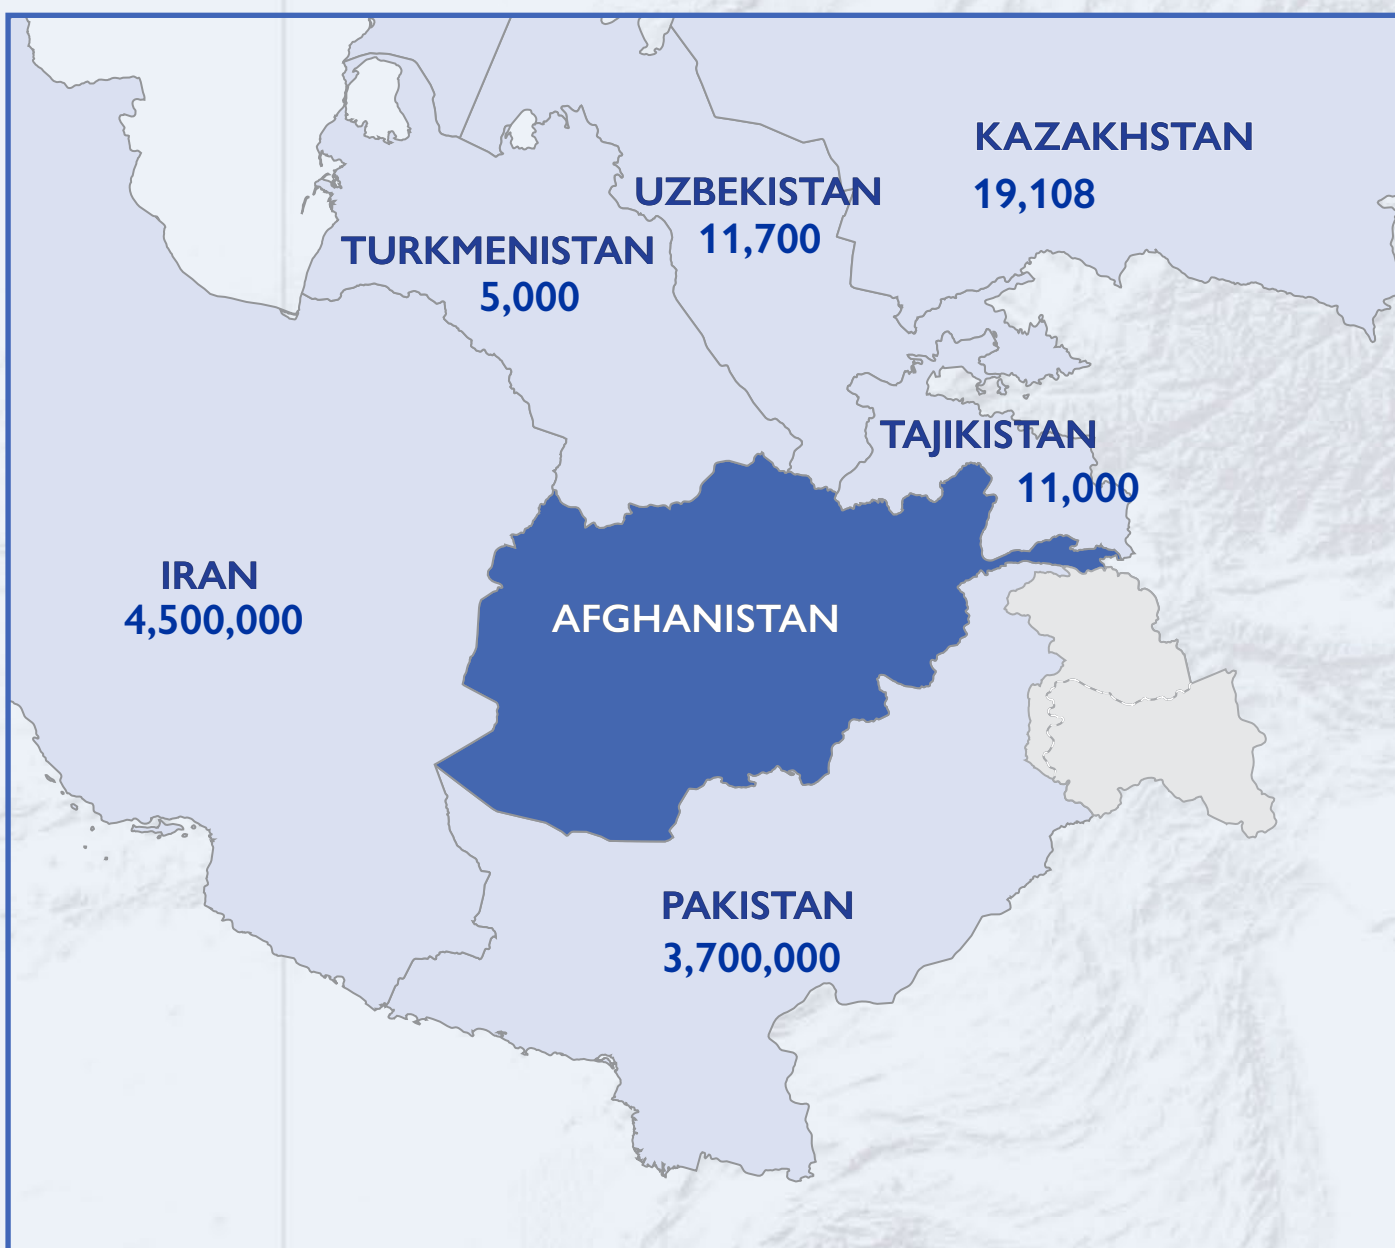 KAZAKHSTAN
19,108
UZBEKISTAN
11,700
TURKMENISTAN
5,000
TAJIKISTAN
11,000
IRAN
4,500,000
AFGHANISTAN
PAKISTAN
3,700,000